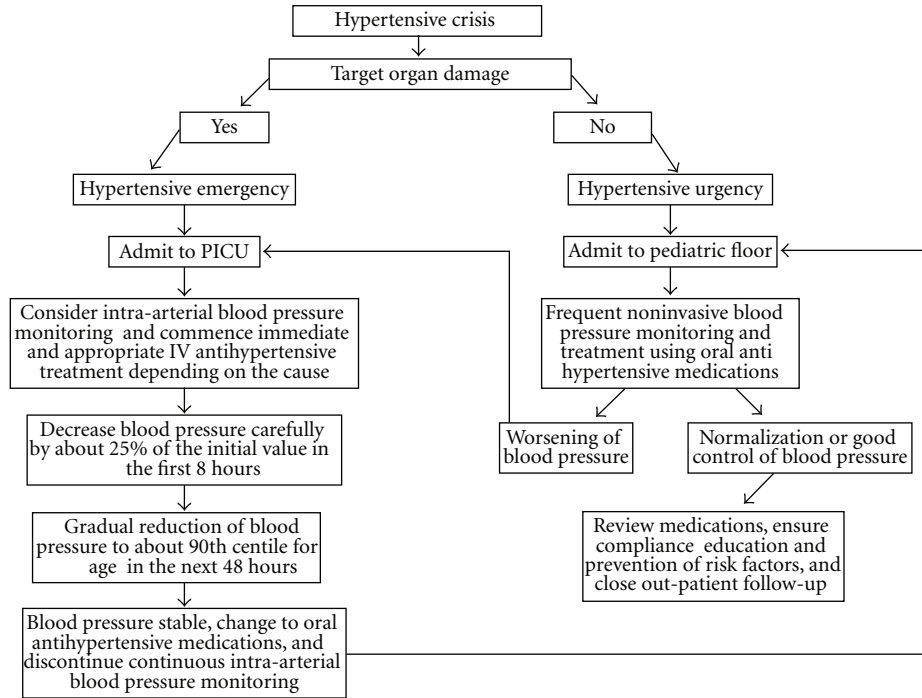 Hypertensive crisis
Target organ damage
Yes
No
Hypertensive emergency
Hypertensive urgency
Admit to PICU
Admit to pediatric floor
Consider intra-arterial blood pressure
monitoring and commence immediate
and appropriate IV antihypertensive
treatment depending on the cause
Frequent noninvasive blood
pressure monitoring and
treatment using oral anti
hypertensive medications
Decrease blood pressure carefully
by about 25% of the initial value in
the first 8 hours
Worsening of
blood pressure
Normalization or good
control of blood pressure
Gradual reduction of blood
pressure to about 90th centile for
age in the next 48 hours
Review medications, ensure
compliance education and
prevention of risk factors, and
close out-patient follow-up
Blood pressure stable, change to oral
antihypertensive medications, and
discontinue continuous intra-arterial
blood pressure monitoring